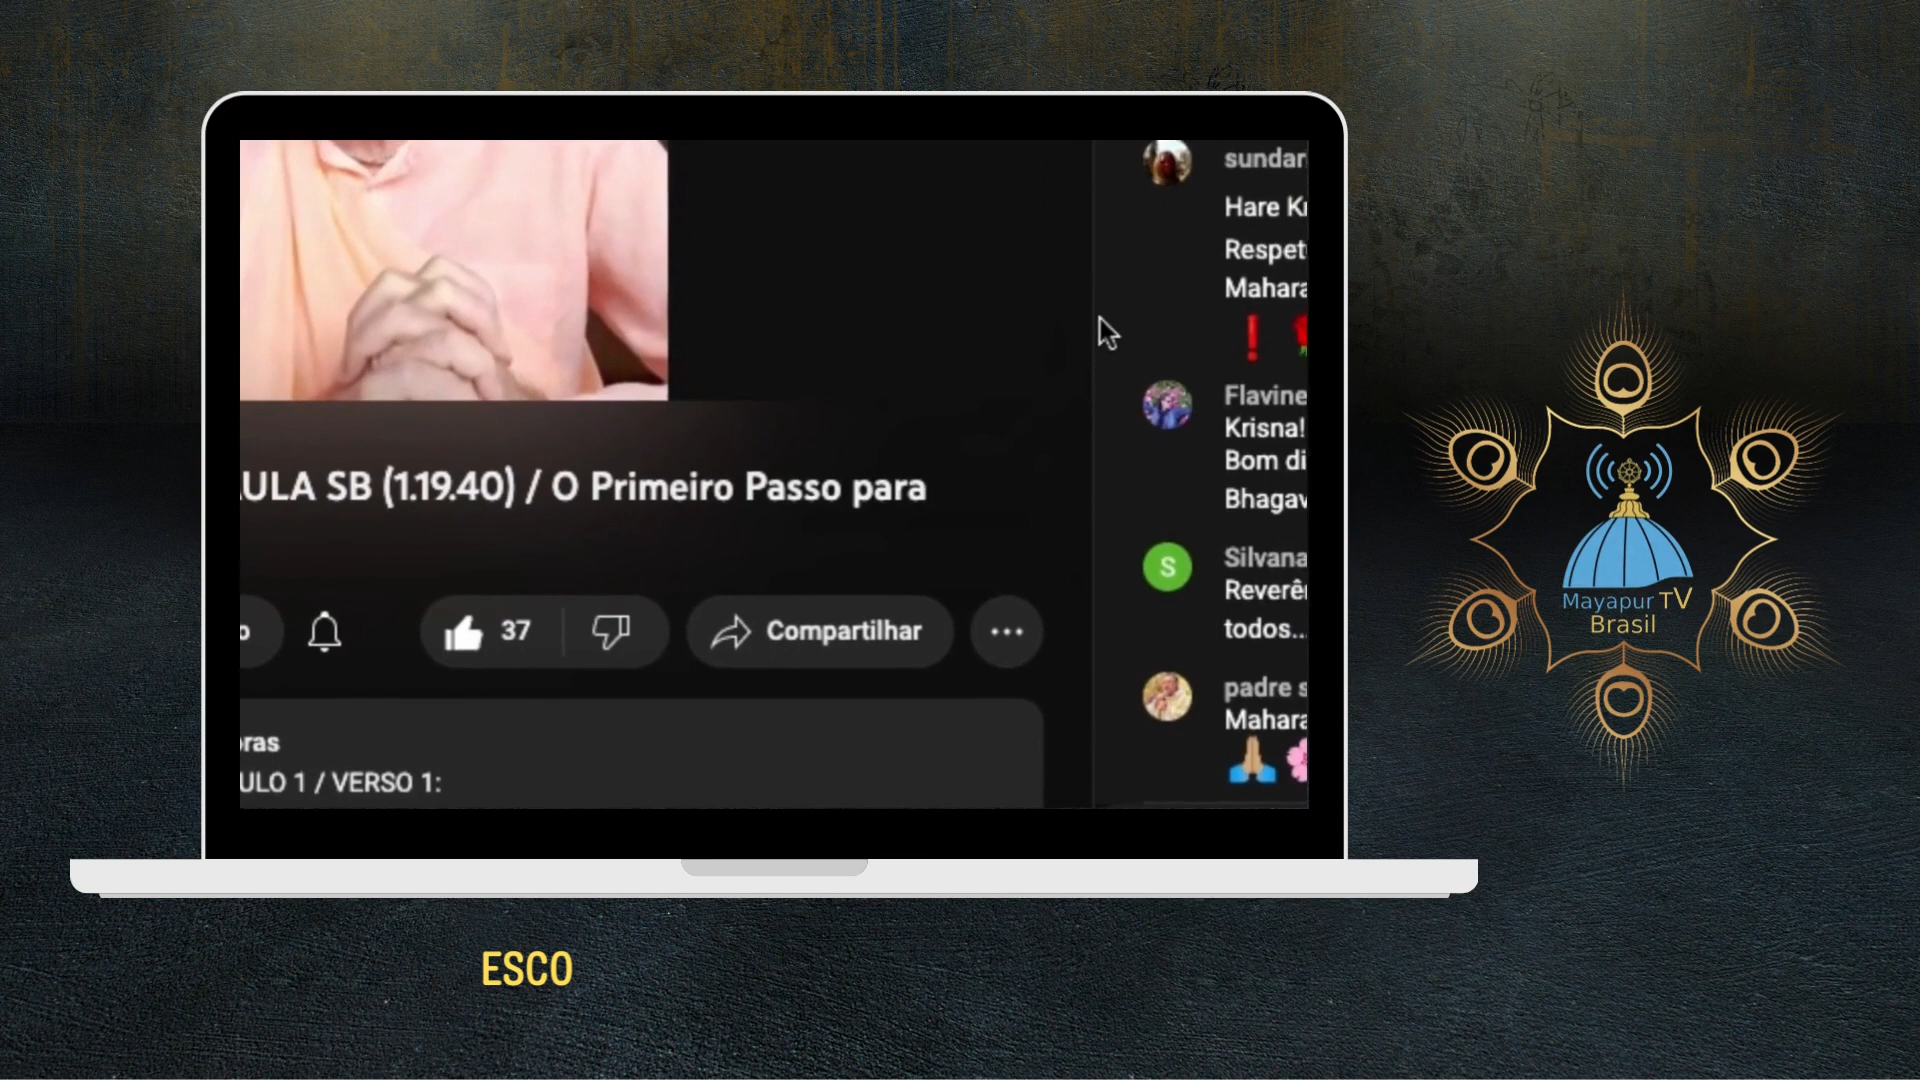 ULA SB (1.19.40) / O Primeiro Passo para
37
Compartilhar
ras
ULO 1 / VERSO 1:
sundar
Hare Kr
Respet
Mahara
Flavine
Krisna!
Bom di
Bhagav
S
Silvana
Reverê
todos...
padre s
Mahara
Mayapur TV
Brasil
ESCO